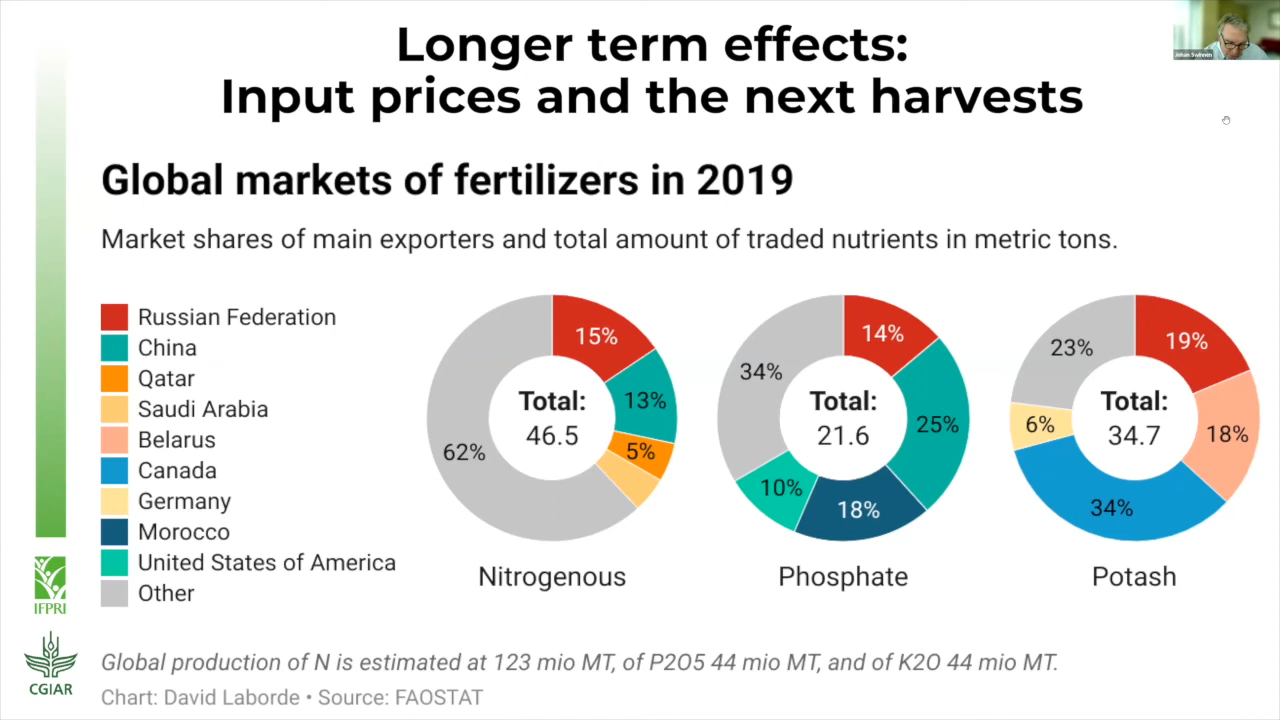 Longer term effects:
Input prices and the next harvests
Johan Swinnen
Global markets of fertilizers in 2019
Market shares of main exporters and total amount of traded nutrients in metric tons.
Russian Federation
China
Qatar
Saudi Arabia
Belarus
Canada
Germany
Morocco
United States of America
Other
15%
13%
5%
62%
Total:
46.5
Nitrogenous
14%
25%
18%
10%
34%
Total:
21.6
Phosphate
19%
18%
34%
6%
23%
Total:
34.7
Potash
IFPRI
CGIAR
Global production of N is estimated at 123 mio MT, of P2O5 44 mio MT, and of K2O 44 mio MT.
Chart: David Laborde • Source: FAOSTAT